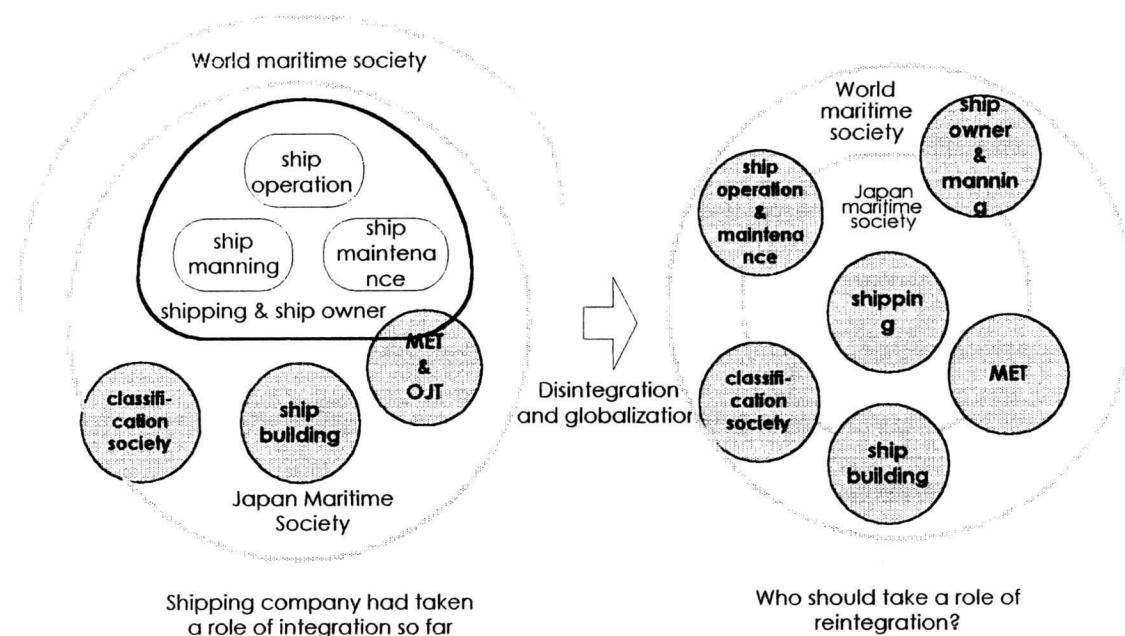 World maritime society
ship
operation
ship
manning
ship
maintena
nce
shipping & ship owner
MET
&
OJT
classifi-
cation
society
ship
building
Japan Maritime
Society
Shipping company had taken
a role of integration so far
Disintegration
and globalization
World
maritime
society
ship
owner
&
mannin
g
ship
operation
&
maintena
nce
Japan
maritime
society
shippin
g
MET
classifi-
cation
society
ship
building
Who should take a role of
reintegration?